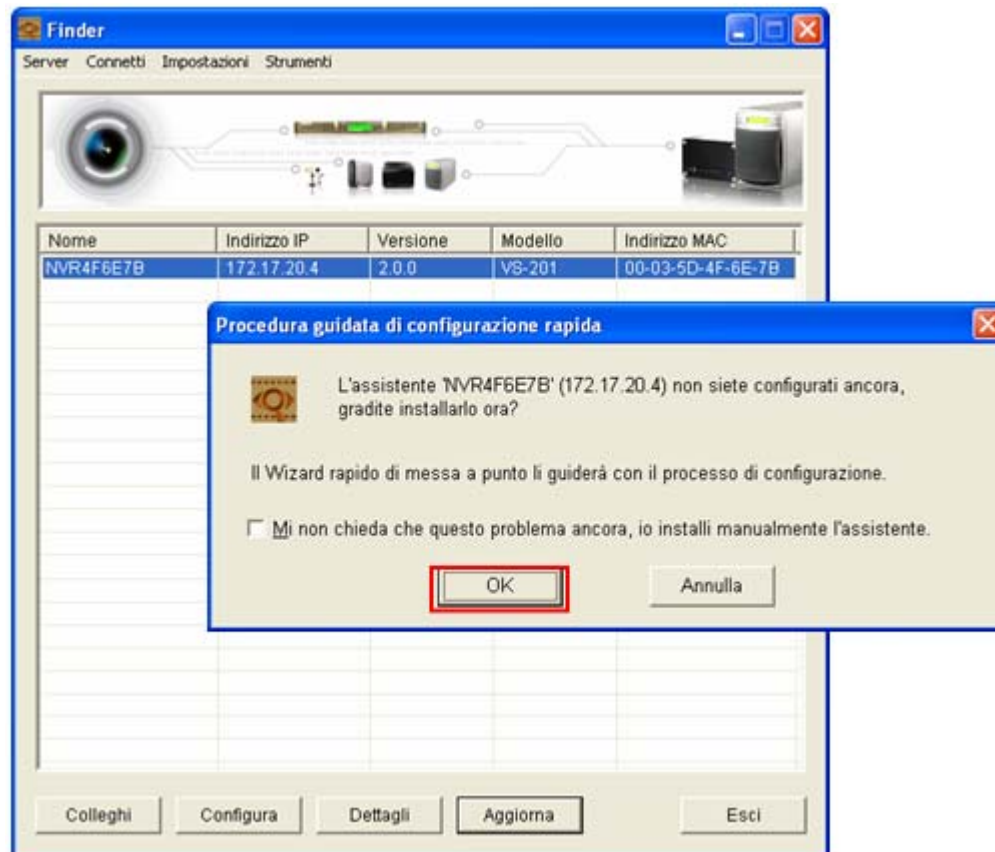 Finder
Server Connetti Impostazioni Strumenti
Nome Indirizzo IP Versione Modello Indirizzo MAC
NVR4F6E7B 172.17.20.4 2.0.0 VS-201 00-03-5D-4F-6E-7B
Procedura guidata di configurazione rapida
L'assistente 'NVR4F6E7B' (172.17.20.4) non siete configurati ancora,
gradite installarlo ora?
Il Wizard rapido di messa a punto li guiderà con il processo di configurazione.
Mi non chieda che questo problema ancora, io installi manualmente l'assistente.
OK Annulla
Colleghi Configura Dettagli Aggiorna Esci